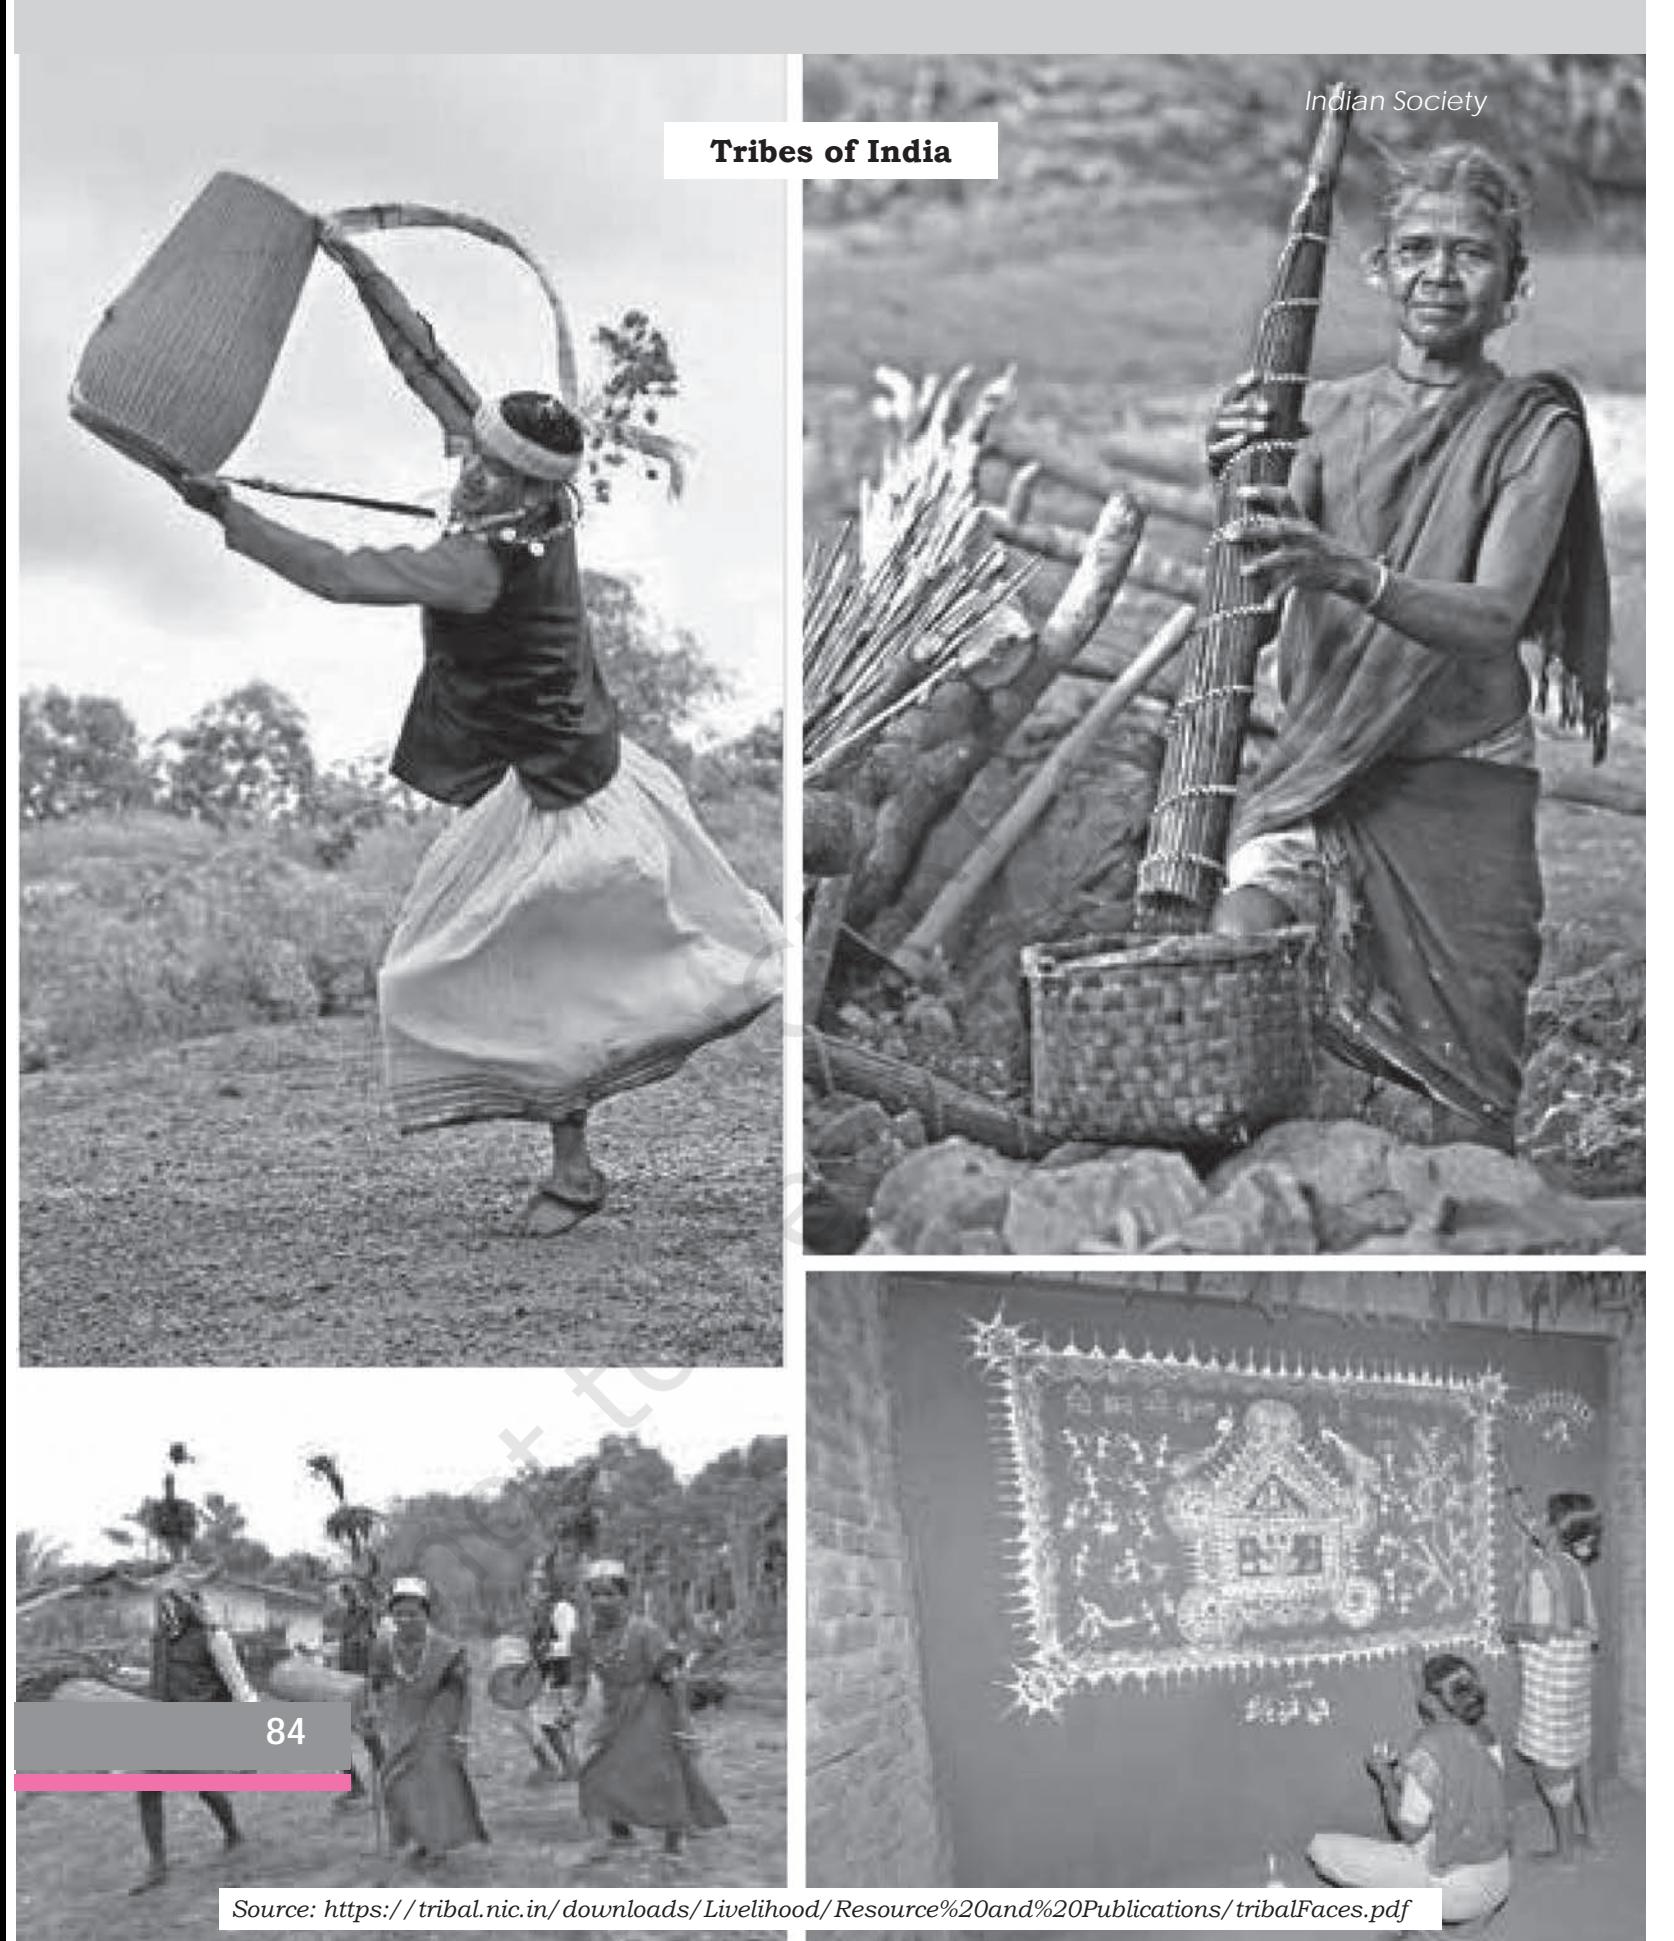 Indian Society
Tribes of India
84
Source: https://tribal.nic.in/downloads/Livelihood/Resource%20and%20Publications/tribalFaces.pdf